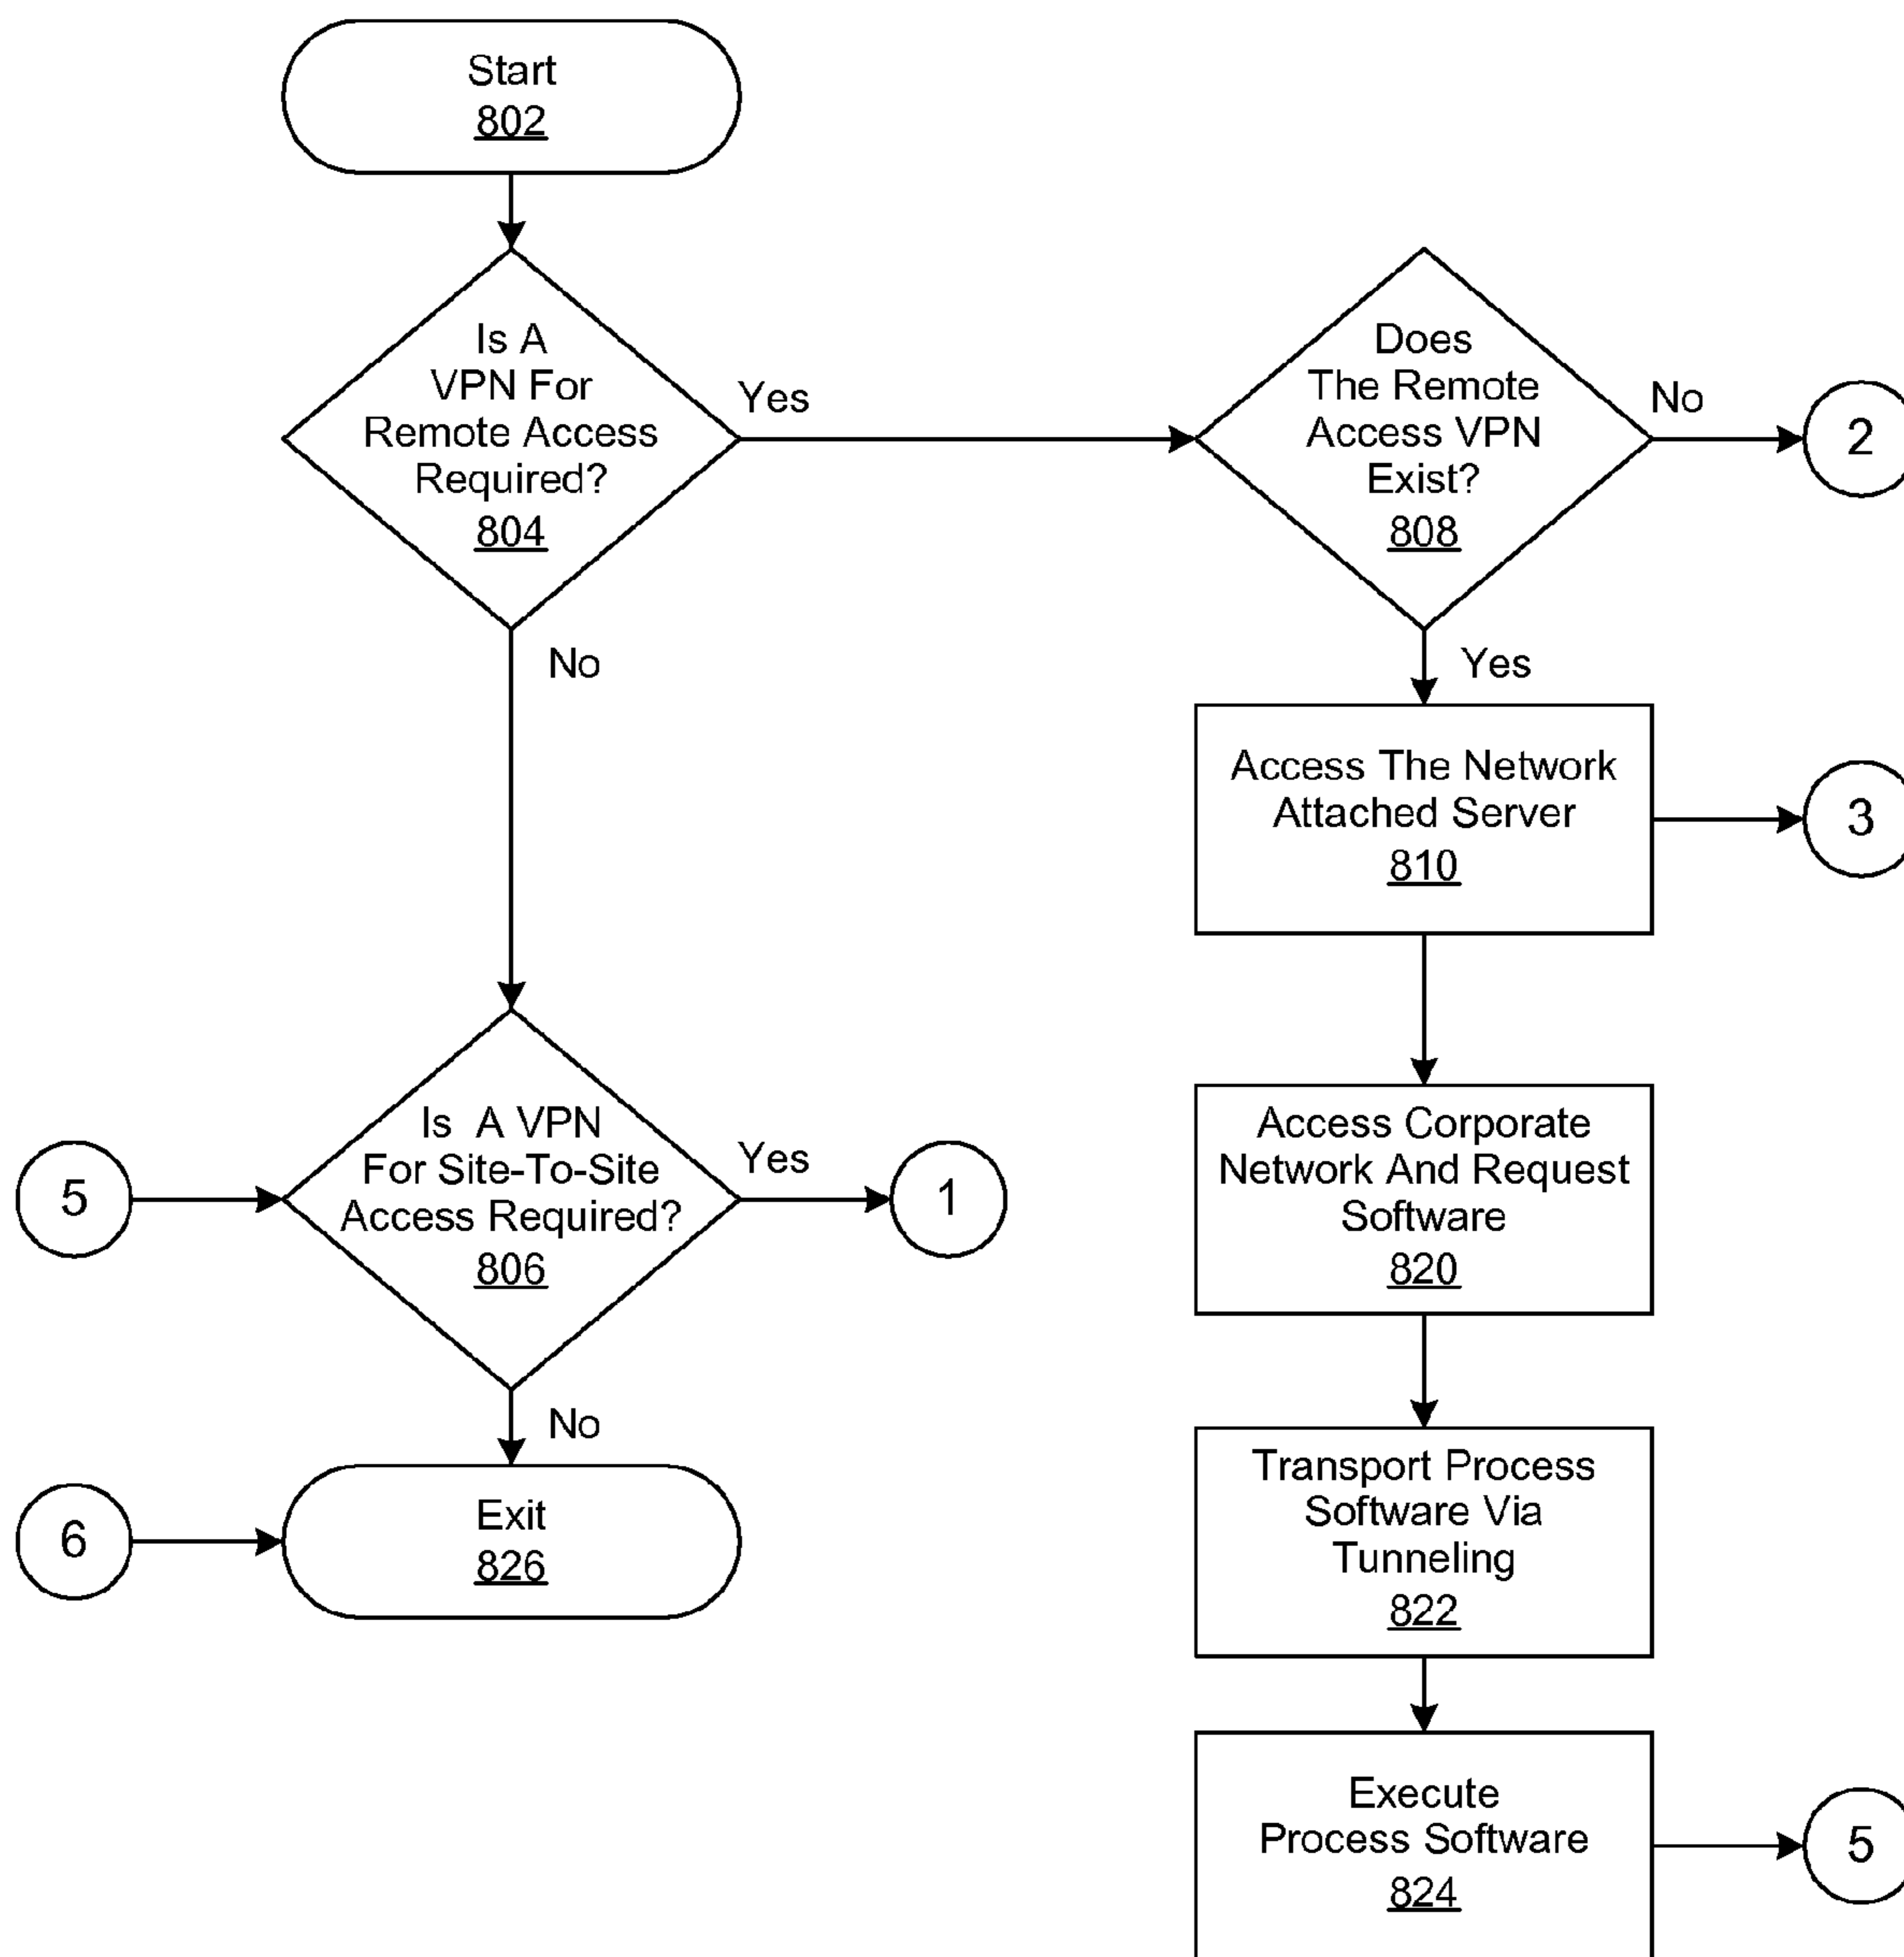 Start
802
Is A
VPN For
Remote Access
Required?
804
Yes
No
Does
The Remote
Access VPN
Exist?
808
No
2
Yes
Access The Network
Attached Server
810
3
5
Is A VPN
For Site-To-Site
Access Required?
806
Yes
1
No
Access Corporate
Network And Request
Software
820
6
Exit
826
Transport Process
Software Via
Tunneling
822
Execute
Process Software
824
5